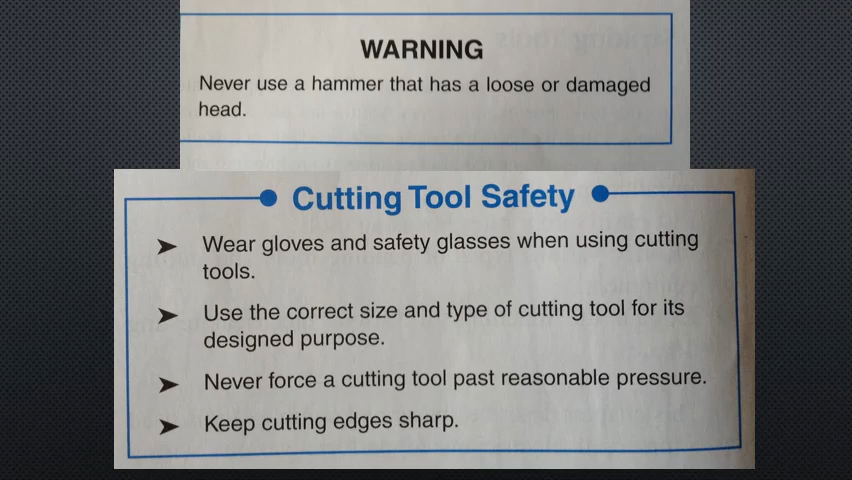 WARNING
Never use a hammer that has a loose or damaged
head.
Cutting Tool Safety
➤ Wear gloves and safety glasses when using cutting
tools.
➤ Use the correct size and type of cutting tool for its
designed purpose.
➤ Never force a cutting tool past reasonable pressure.
➤ Keep cutting edges sharp.